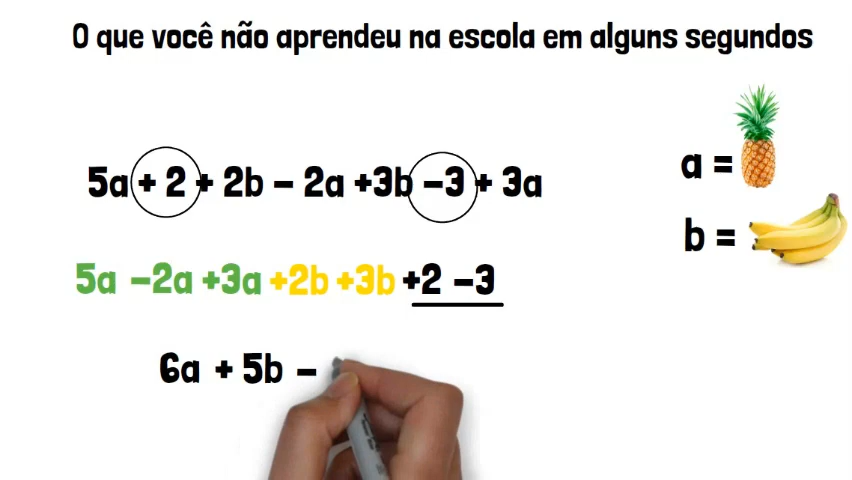 O que você não aprendeu na escola em alguns segundos
a =
5a + 2 + 2b – 2a +3b –3 + 3a
b =
5a –2a +3a +2b +3b +2 –3
6a + 5b –